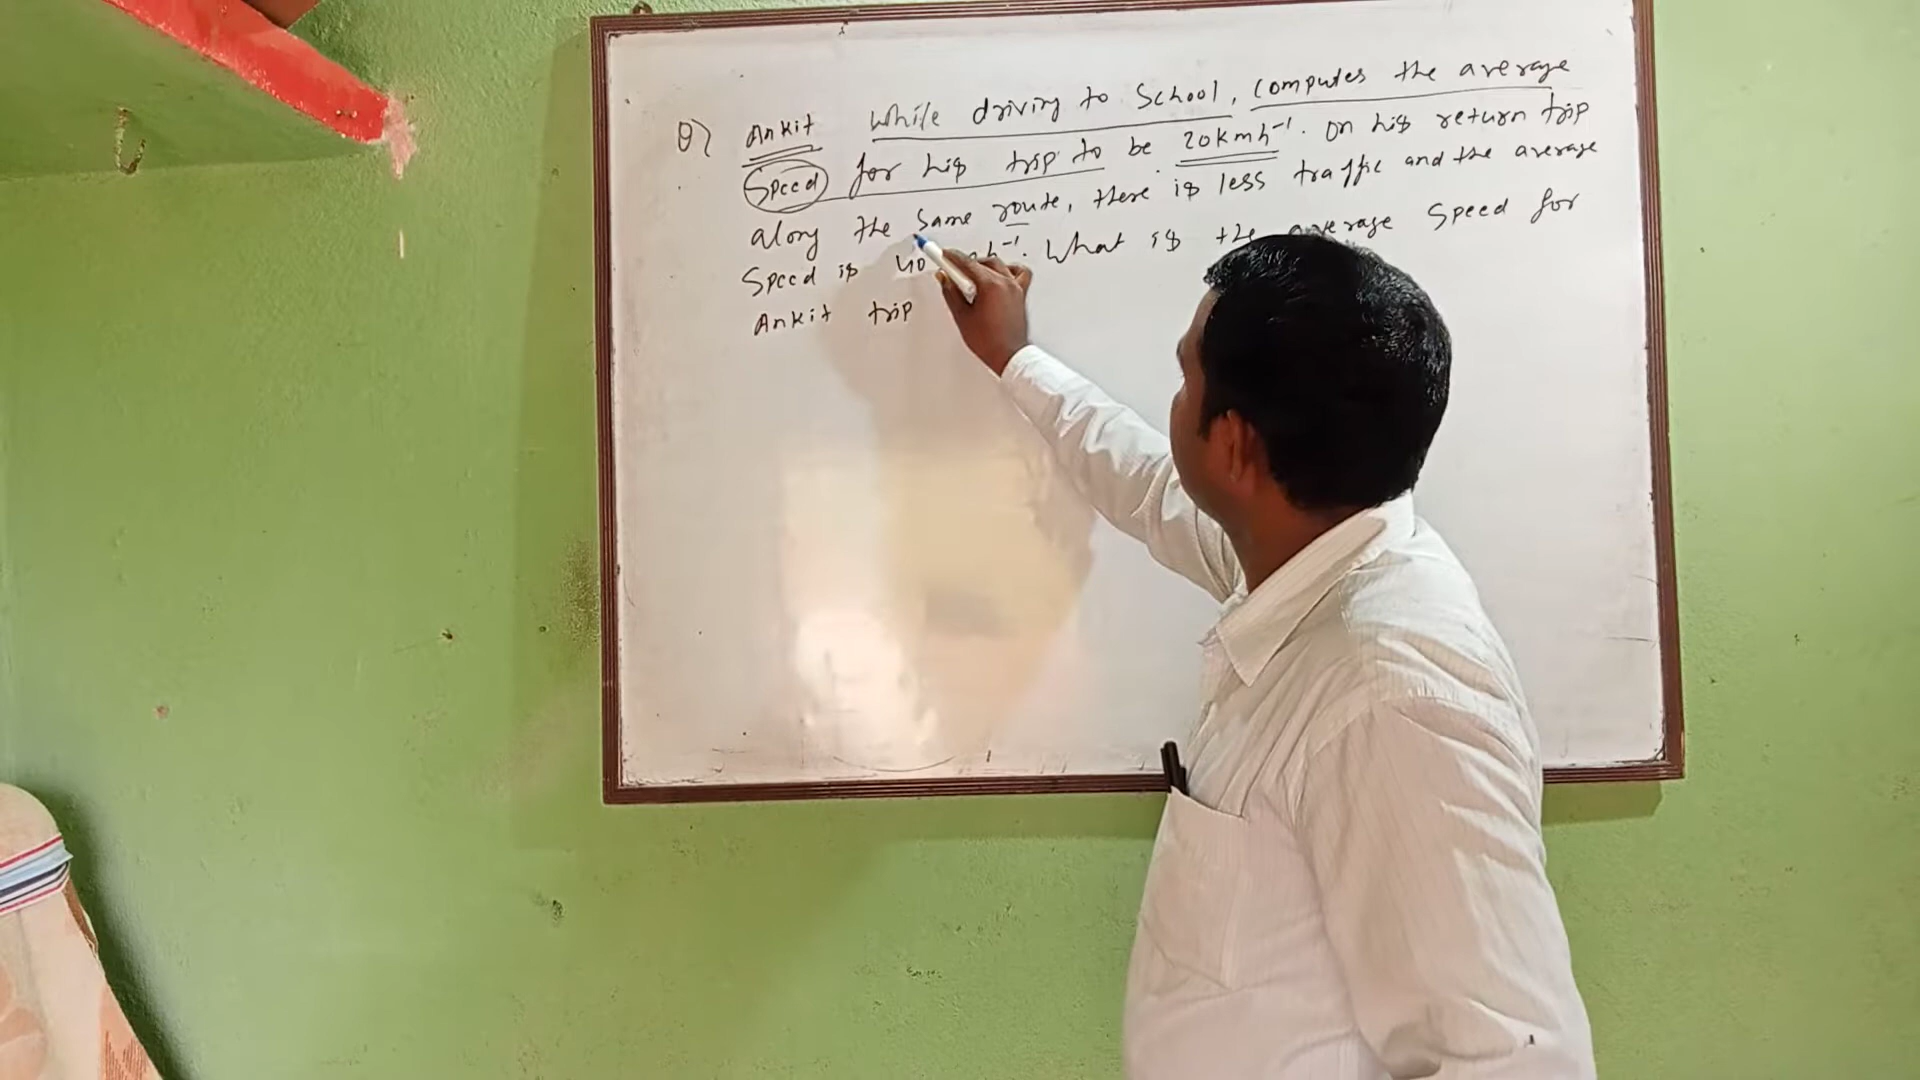 Q) Ankit while driving to School, computes the average
Speed for his trip to be 20kmh⁻¹. On his return trip
along the same route, there is less traffic and the average
Speed is 40 h⁻¹. What is the average Speed for
Ankit trip